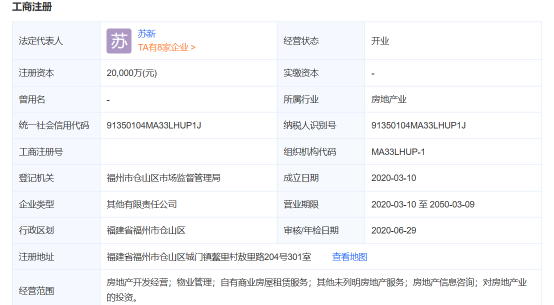 工商注册
法定代表人 苏 苏新 TA有8家企业 > 经营状态 开业
注册资本 20,000万(元) 实缴资本 -
曾用名 - 所属行业 房地产业
统一社会信用代码 91350104MA33LHUP1J 纳税人识别号 91350104MA33LHUP1J
工商注册号 组织机构代码 MA33LHUP-1
登记机关 福州市仓山区市场监督管理局 成立日期 2020-03-10
企业类型 其他有限责任公司 营业期限 2020-03-10 至 2050-03-09
行政区划 福建省福州市仓山区 审核/年检日期 2020-06-29
注册地址 福建省福州市仓山区城门镇鳌里村敖里路204号301室 查看地图
经营范围 房地产开发经营；物业管理；自有商业房屋租赁服务；其他未列明房地产服务；房地产信息咨询；对房地产业
的投资。